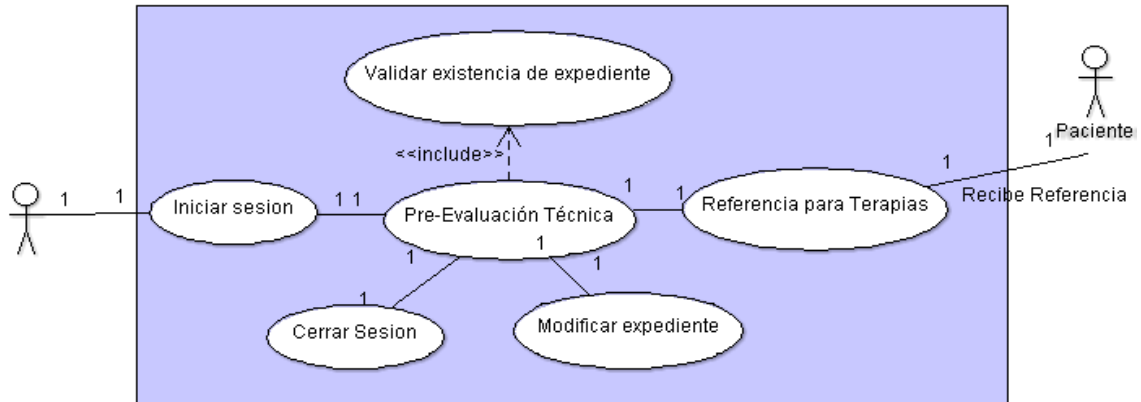 Validar existencia de expediente
<<include>>
Paciente
1
1
Recibe Referencia
1 1
Iniciar sesion
1 1
Pre-Evaluación Técnica
1
1
Referencia para Terapias
1
1
Cerrar Sesion
1
1
Modificar expediente